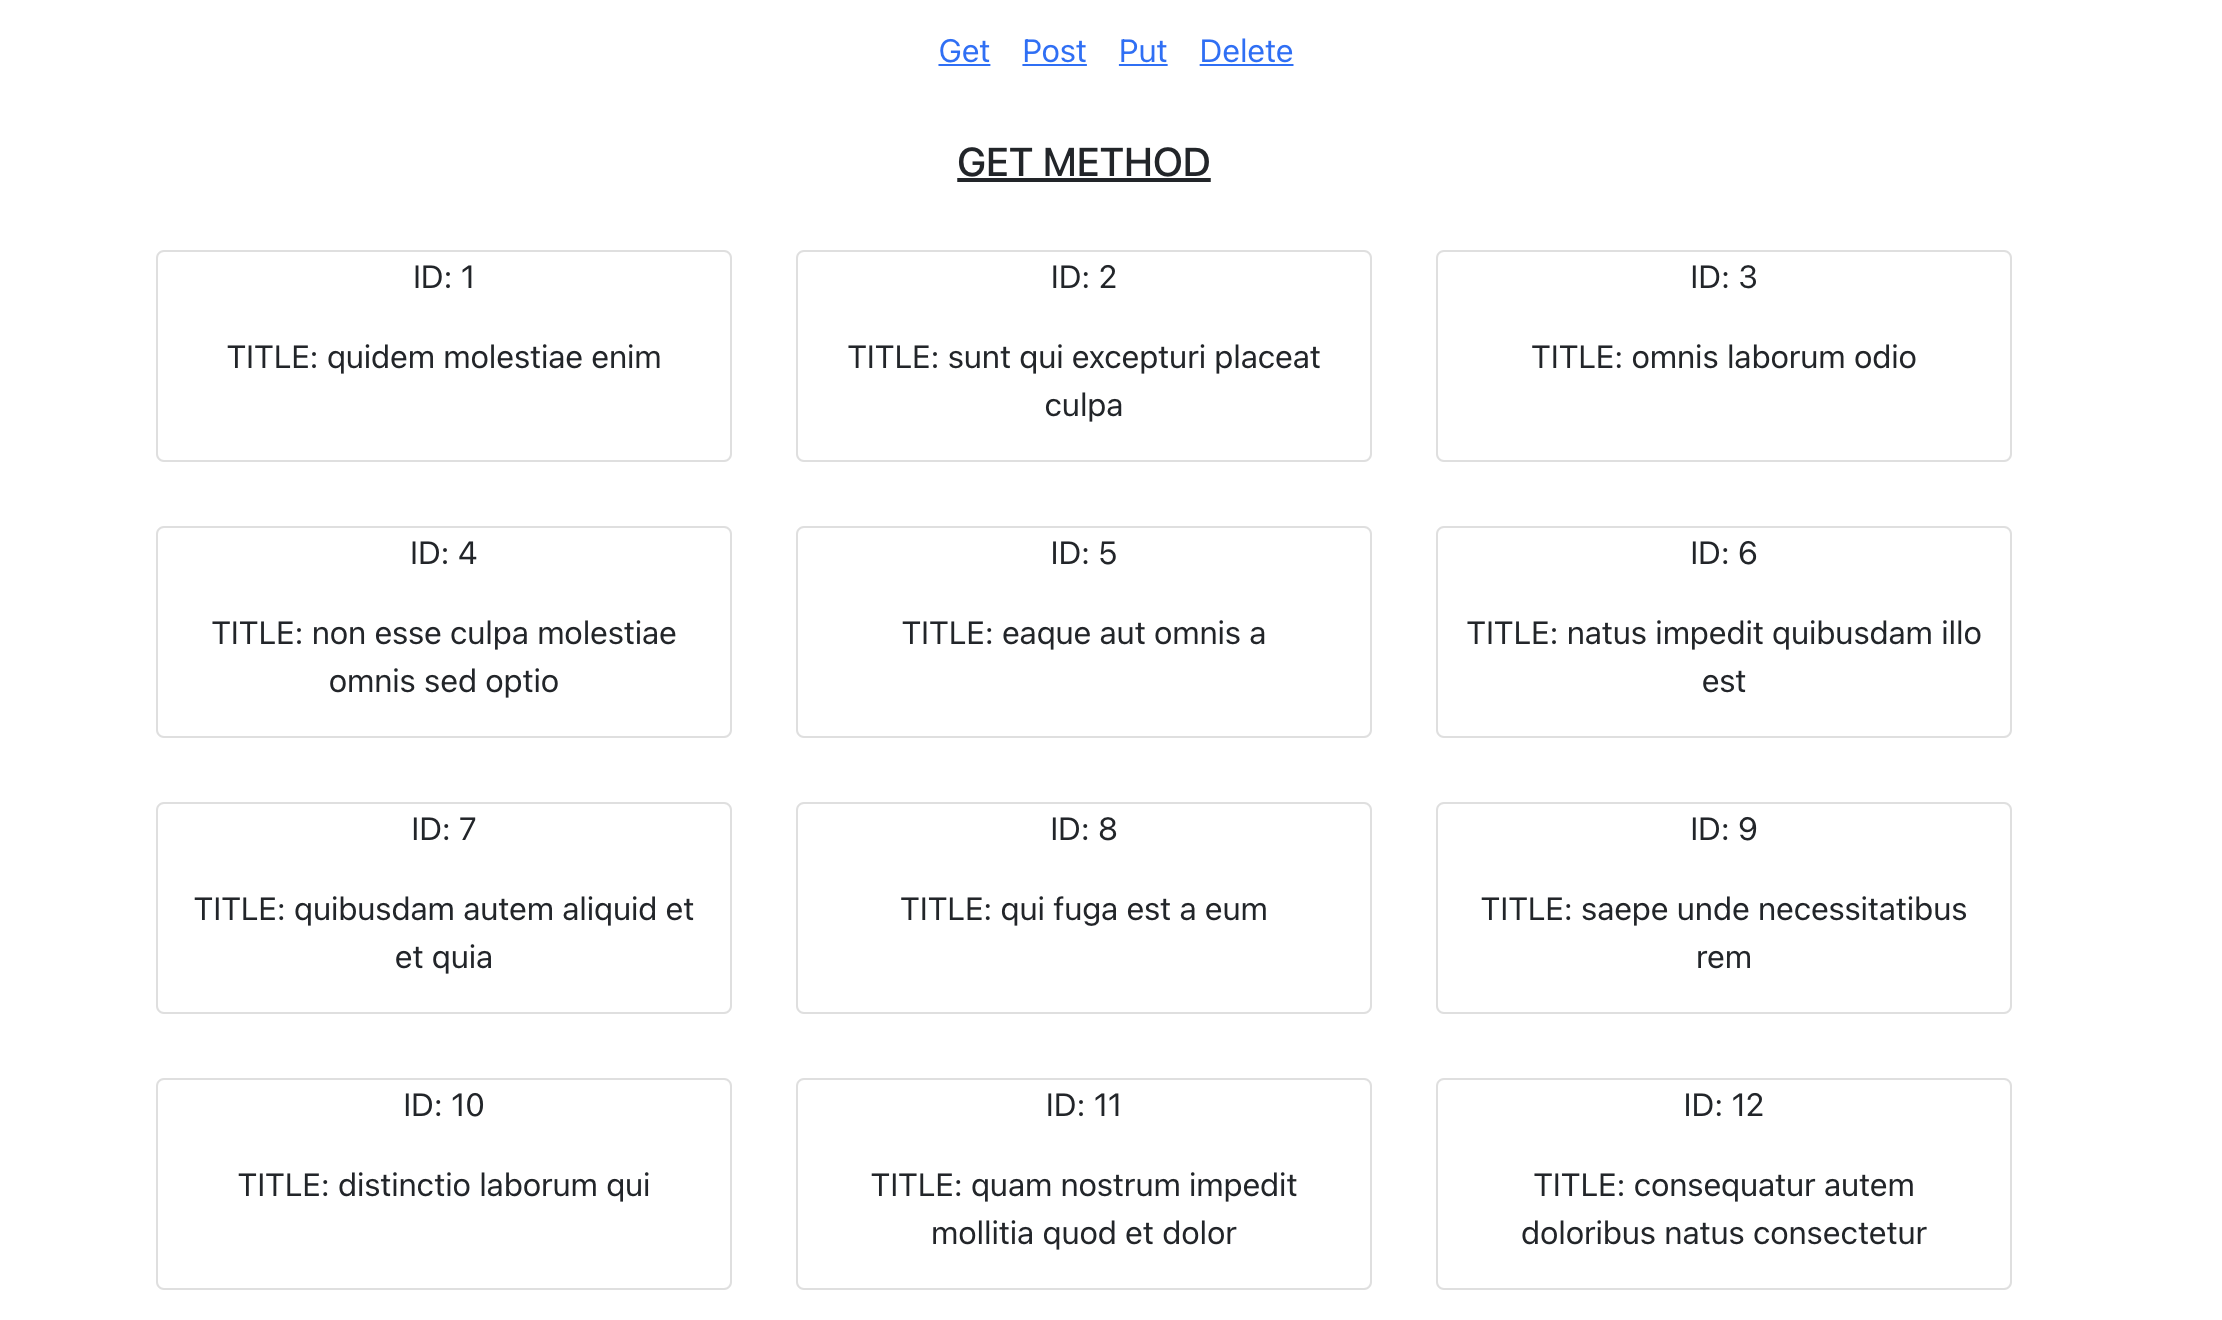 Get Post Put Delete
GET METHOD
ID: 1
TITLE: quidem molestiae enim
ID: 2
TITLE: sunt qui excepturi placeat
culpa
ID: 3
TITLE: omnis laborum odio
ID: 4
TITLE: non esse culpa molestiae
omnis sed optio
ID: 5
TITLE: eaque aut omnis a
ID: 6
TITLE: natus impedit quibusdam illo
est
ID: 7
TITLE: quibusdam autem aliquid et
et quia
ID: 8
TITLE: qui fuga est a eum
ID: 9
TITLE: saepe unde necessitatibus
rem
ID: 10
TITLE: distinctio laborum qui
ID: 11
TITLE: quam nostrum impedit
mollitia quod et dolor
ID: 12
TITLE: consequatur autem
doloribus natus consectetur